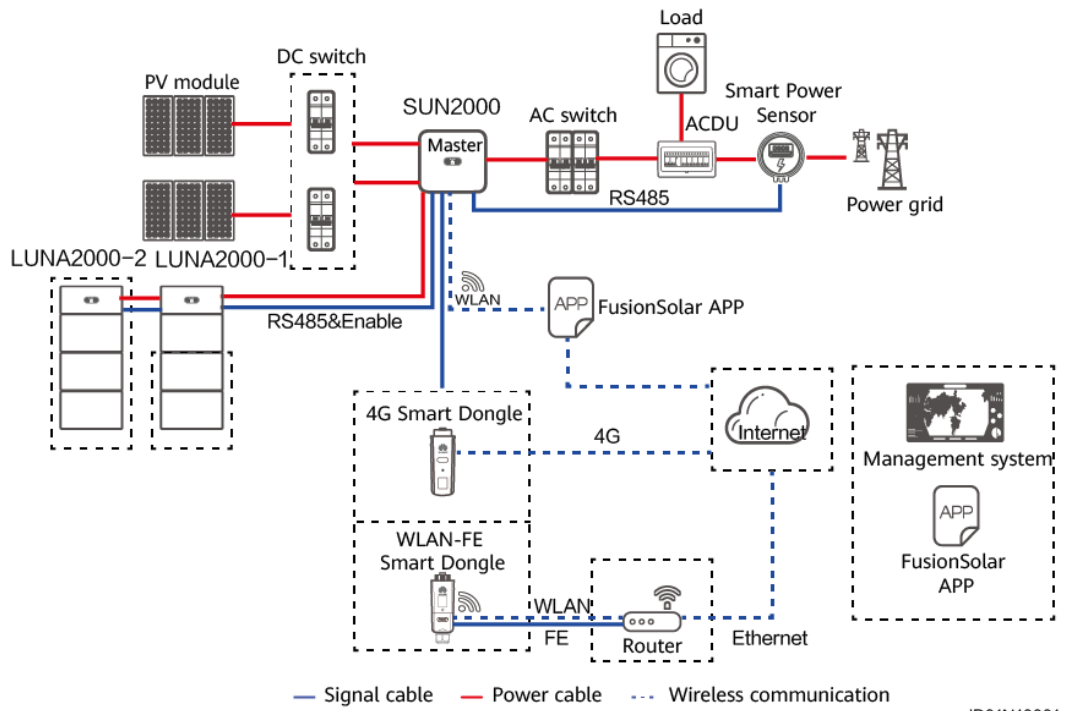 Load
DC switch
PV module
Smart Power
Sensor
SUN2000
AC switch
ACDU
Master
RS485
Power grid
LUNA2000-2
LUNA2000-1
WLAN
APP
FusionSolar APP
RS485&Enable
4G Smart Dongle
4G
Internet
Management system
APP
FusionSolar
APP
WLAN-FE
Smart Dongle
WLAN
FE
Router
Ethernet
Signal cable
Power cable
Wireless communication